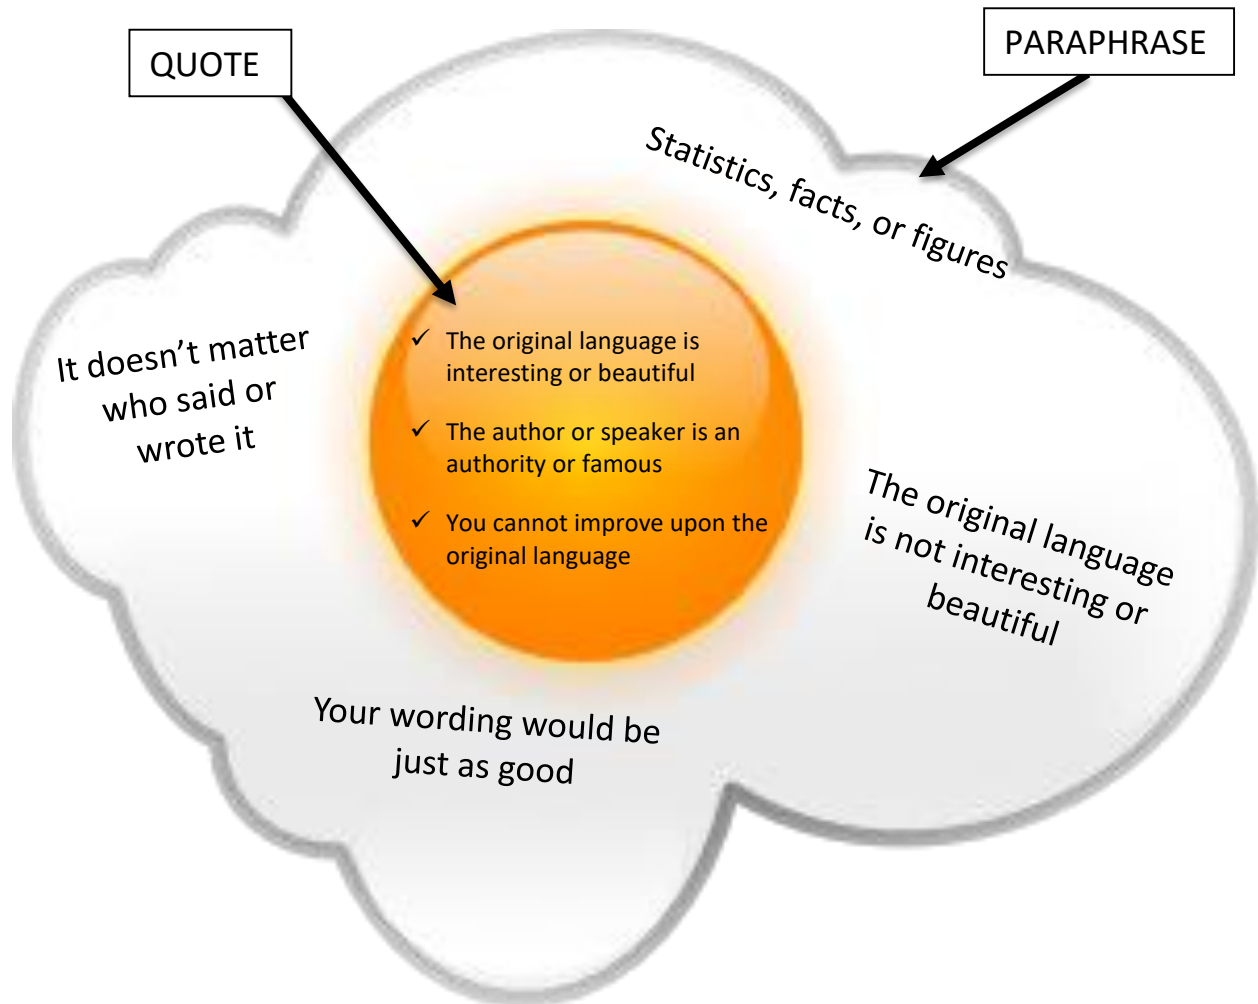 QUOTE
PARAPHRASE
Statistics, facts, or figures
It doesn’t matter
who said or
wrote it
✓ The original language is
interesting or beautiful
✓ The author or speaker is an
authority or famous
✓ You cannot improve upon the
original language
The original language
is not interesting or
beautiful
Your wording would be
just as good